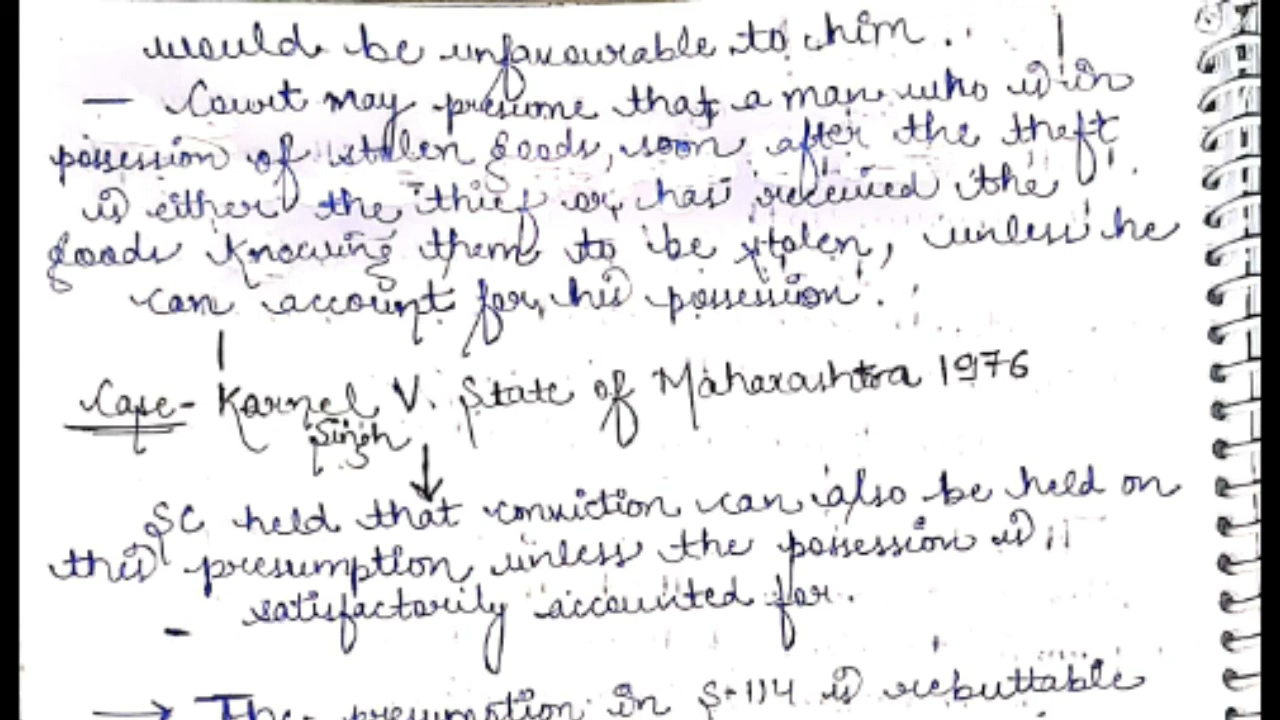 would be unfavourable to him.
— Court may presume that a man who is in
possession of stolen goods, soon after the theft
is either the thief or has received the
goods knowing them to be stolen, unless he
can account for his possession.
Case - Karnel V. State of Maharashtra 1976
Singh
↓
SC held that conviction can also be held on
this presumption unless the possession is
satisfactorily accounted for.
-
→ The presumption in S-114 is rebuttable